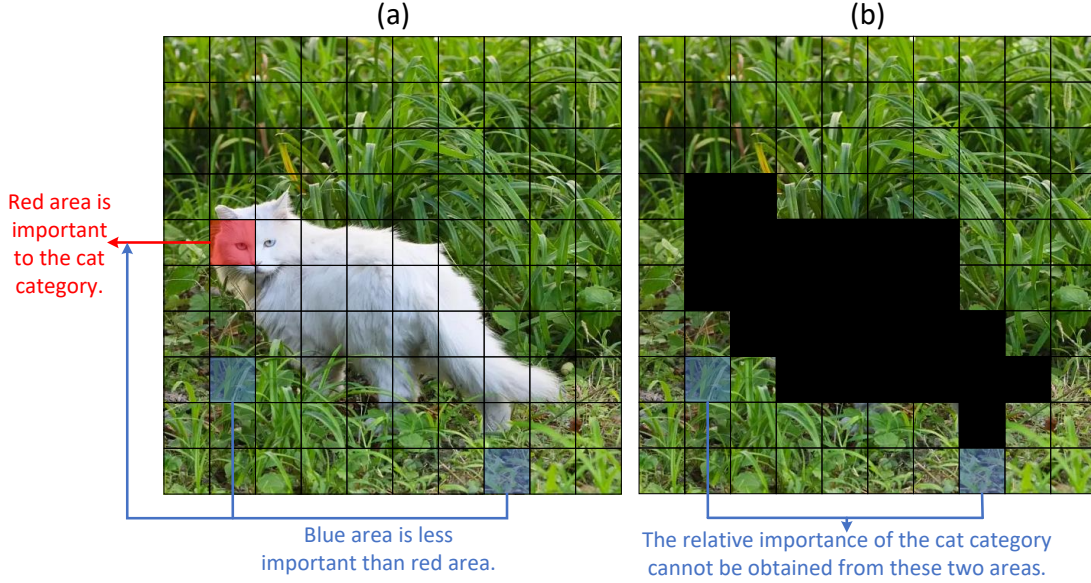 (a)
(b)
Red area is
important
to the cat
category.
Blue area is less
important than red area.
The relative importance of the cat category
cannot be obtained from these two areas.